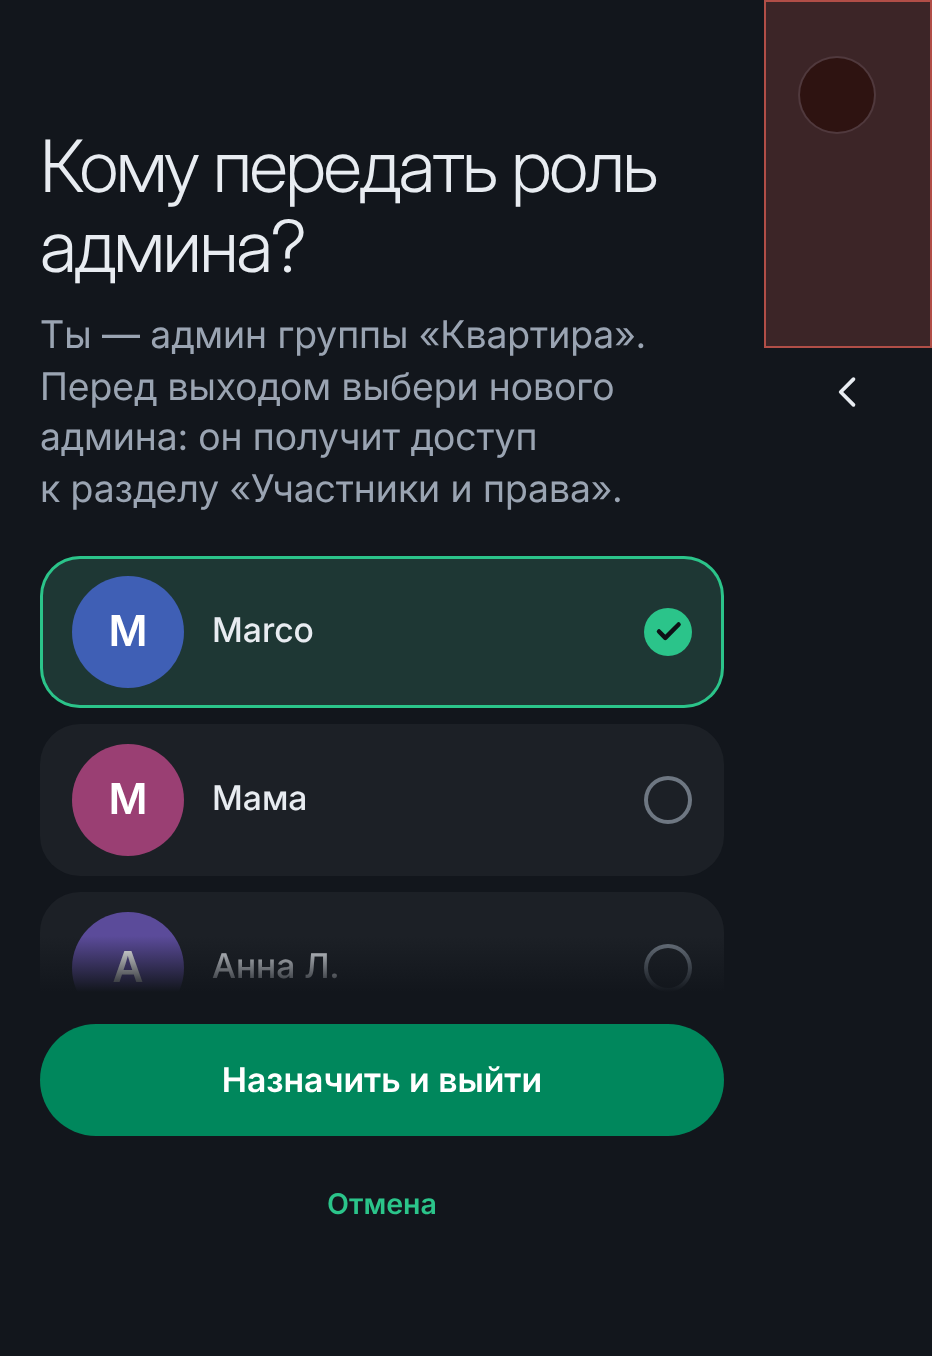 Кому передать роль
админа?
Ты — админ группы «Квартира».
Перед выходом выбери нового
админа: он получит доступ
к разделу «Участники и права».
M
Marco
М
Мама
А
Анна Л.
Назначить и выйти
Отмена